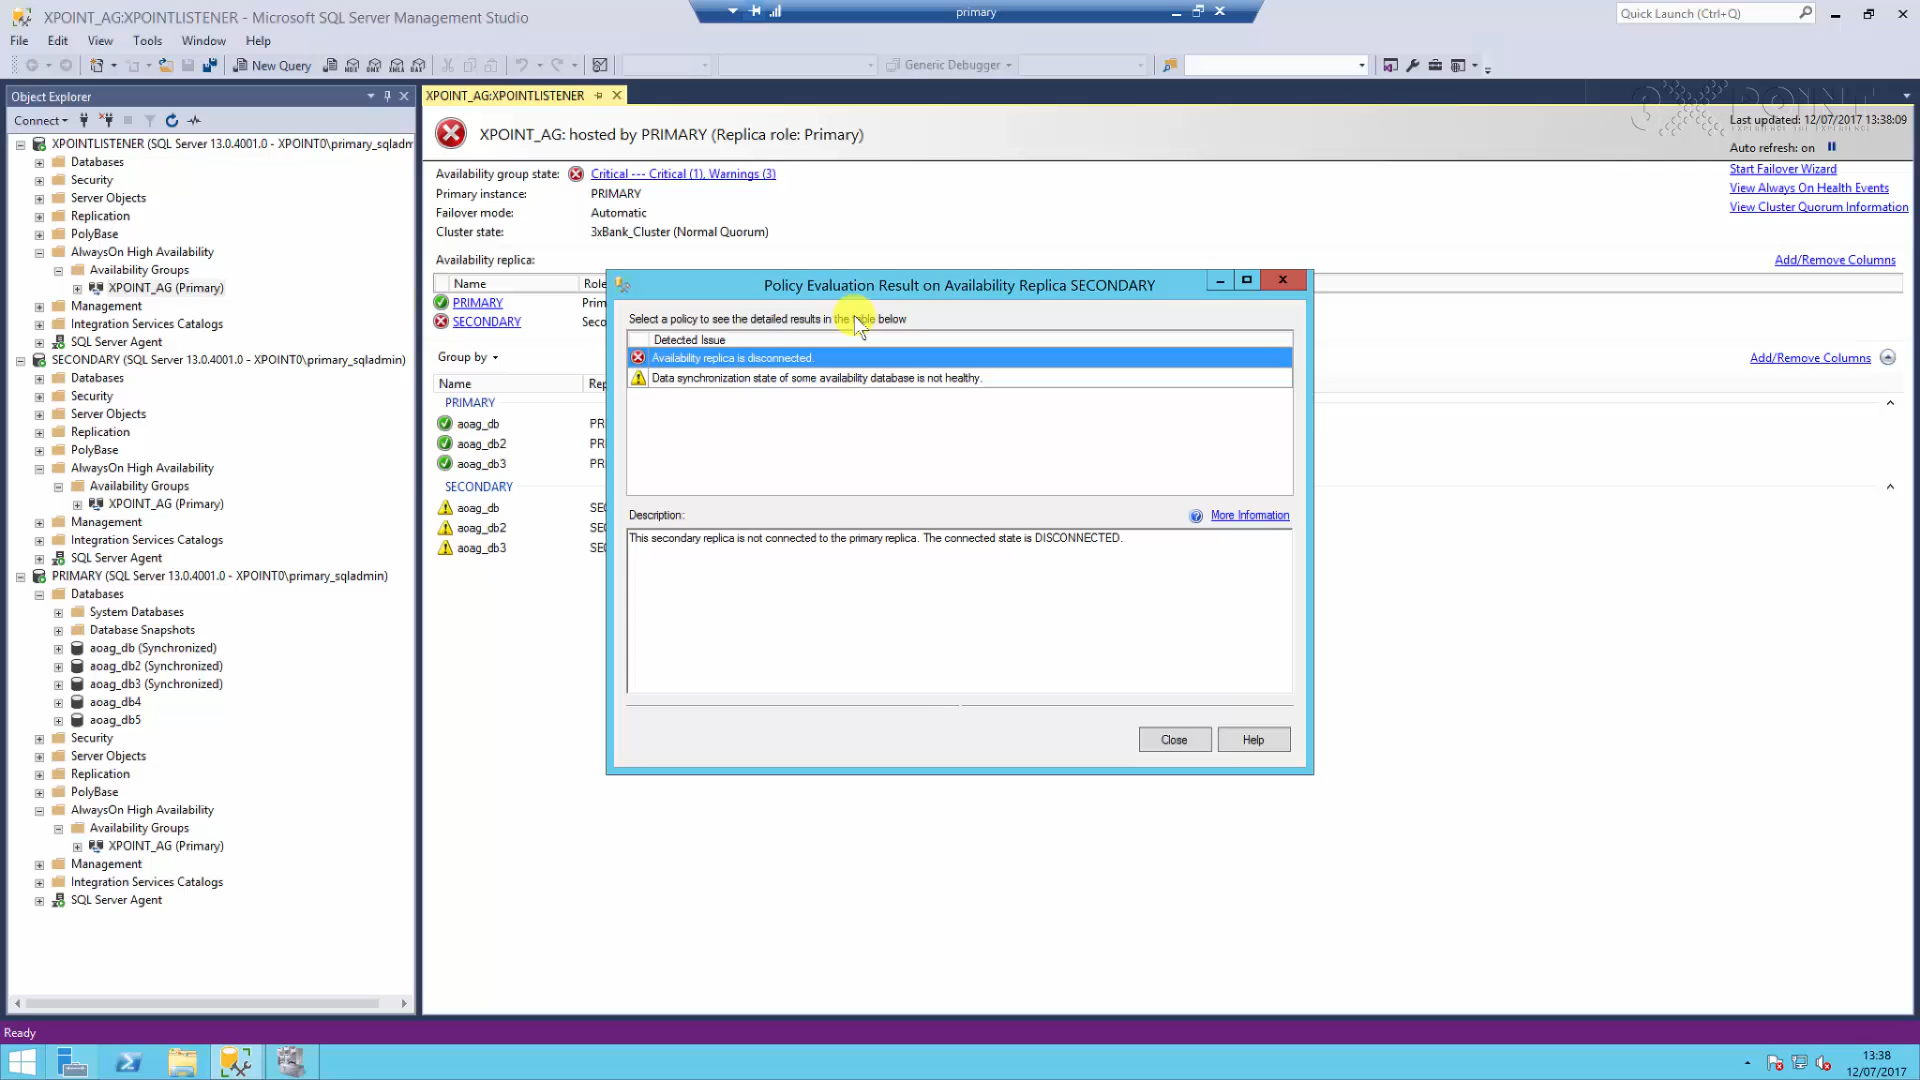 XPOINT_AG:XPOINTLISTENER - Microsoft SQL Server Management Studio
primary
Quick Launch (Ctrl+Q)
File Edit View Tools Window Help
New Query
Generic Debugger
Object Explorer
XPOINT_AG:XPOINTLISTENER
Connect
XPOINTLISTENER (SQL Server 13.0.4001.0 - XPOINT0\primary_sqladm
Databases
Security
Server Objects
Replication
PolyBase
AlwaysOn High Availability
Availability Groups
XPOINT_AG (Primary)
Management
Integration Services Catalogs
SQL Server Agent
SECONDARY (SQL Server 13.0.4001.0 - XPOINT0\primary_sqladmin)
Databases
Security
Server Objects
Replication
PolyBase
AlwaysOn High Availability
Availability Groups
XPOINT_AG (Primary)
Management
Integration Services Catalogs
SQL Server Agent
PRIMARY (SQL Server 13.0.4001.0 - XPOINT0\primary_sqladmin)
Databases
System Databases
Database Snapshots
aoag_db (Synchronized)
aoag_db2 (Synchronized)
aoag_db3 (Synchronized)
aoag_db4
aoag_db5
Security
Server Objects
Replication
PolyBase
AlwaysOn High Availability
Availability Groups
XPOINT_AG (Primary)
Management
Integration Services Catalogs
SQL Server Agent
XPOINT_AG: hosted by PRIMARY (Replica role: Primary)
Last updated: 12/07/2017 13:38:09
Auto refresh: on
Availability group state: Critical --- Critical (1), Warnings (3)
Primary instance: PRIMARY
Failover mode: Automatic
Cluster state: 3xBank_Cluster (Normal Quorum)
Start Failover Wizard
View Always On Health Events
View Cluster Quorum Information
Availability replica:
Add/Remove Columns
Name Role
PRIMARY Prim
SECONDARY Seco
Group by
Add/Remove Columns
Name Rep
PRIMARY
aoag_db PR
aoag_db2 PR
aoag_db3 PR
SECONDARY
aoag_db SE
aoag_db2 SE
aoag_db3 SE
Policy Evaluation Result on Availability Replica SECONDARY
Select a policy to see the detailed results in the table below
Detected Issue
Availability replica is disconnected.
Data synchronization state of some availability database is not healthy.
Description:
More Information
This secondary replica is not connected to the primary replica. The connected state is DISCONNECTED.
Close
Help
Ready
13:38
12/07/2017